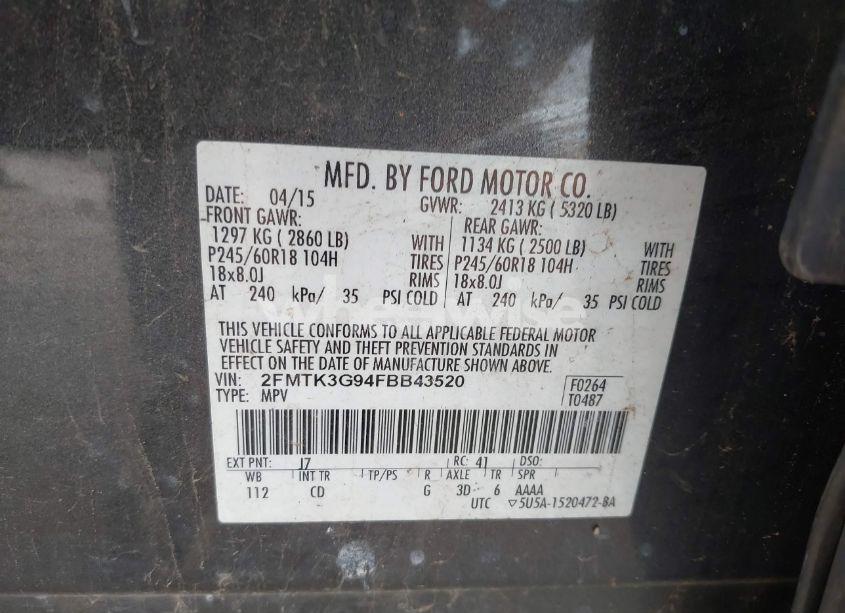 MFD. BY FORD MOTOR CO.
DATE: 04/15 GVWR: 2413 KG ( 5320 LB)
FRONT GAWR: REAR GAWR:
1297 KG ( 2860 LB) WITH 1134 KG ( 2500 LB) WITH
P245/60R18 104H TIRES P245/60R18 104H TIRES
18x8.0J RIMS 18x8.0J RIMS
AT 240 kPa/ 35 PSI COLD AT 240 kPa/ 35 PSI COLD
THIS VEHICLE CONFORMS TO ALL APPLICABLE FEDERAL MOTOR
VEHICLE SAFETY AND THEFT PREVENTION STANDARDS IN
EFFECT ON THE DATE OF MANUFACTURE SHOWN ABOVE.
VIN: 2FMTK3G94FBB43520 F0264
TYPE: MPV T0487
EXT PNT: J7 RC: 41 DSO:
WB INT TR TP/PS R AXLE TR SPR
112 CD G 3D 6 AAAA
UTC ▽5U5A-1520472-BA